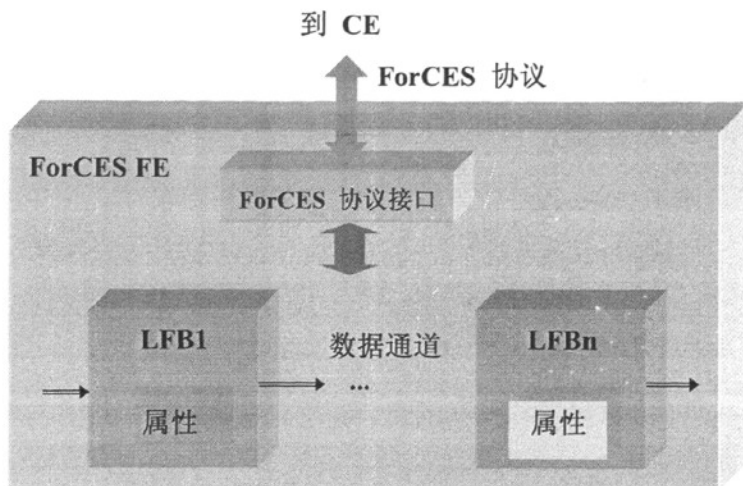 到 CE
ForCES 协议
ForCES FE
ForCES 协议接口
LFB1
数据通道
LFBn
...
属性
属性